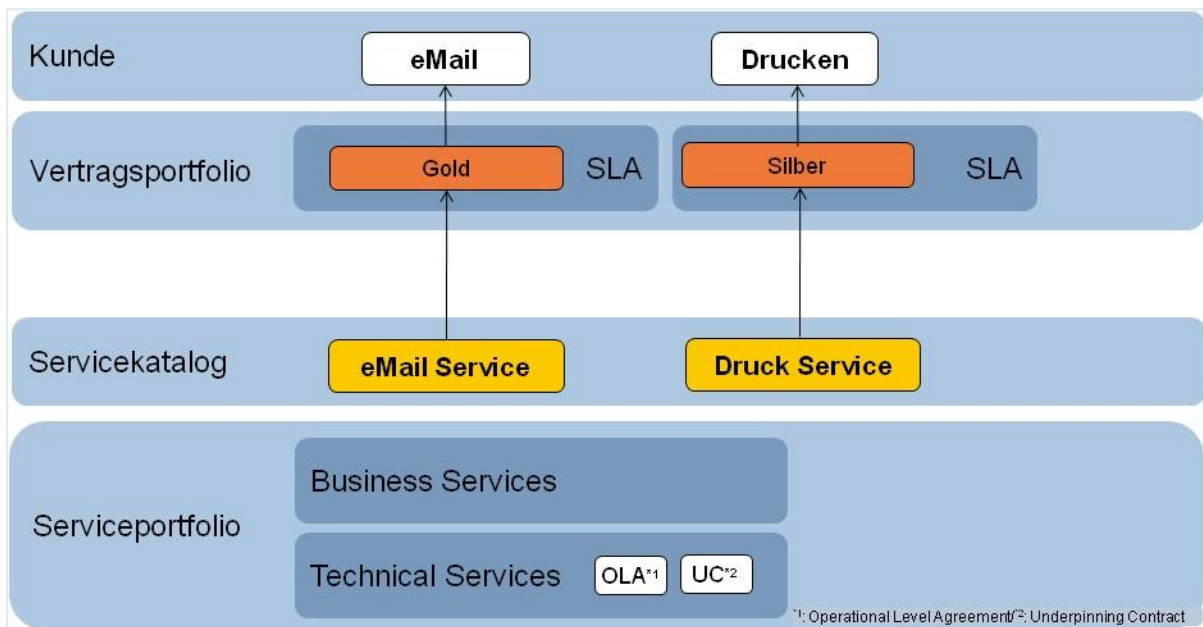 Kunde
eMail
Drucken
Vertragsportfolio
Gold
SLA
Silber
SLA
Servicekatalog
eMail Service
Druck Service
Serviceportfolio
Business Services
Technical Services
OLA*1
UC*2
*1: Operational Level Agreement/*2: Underpinning Contract